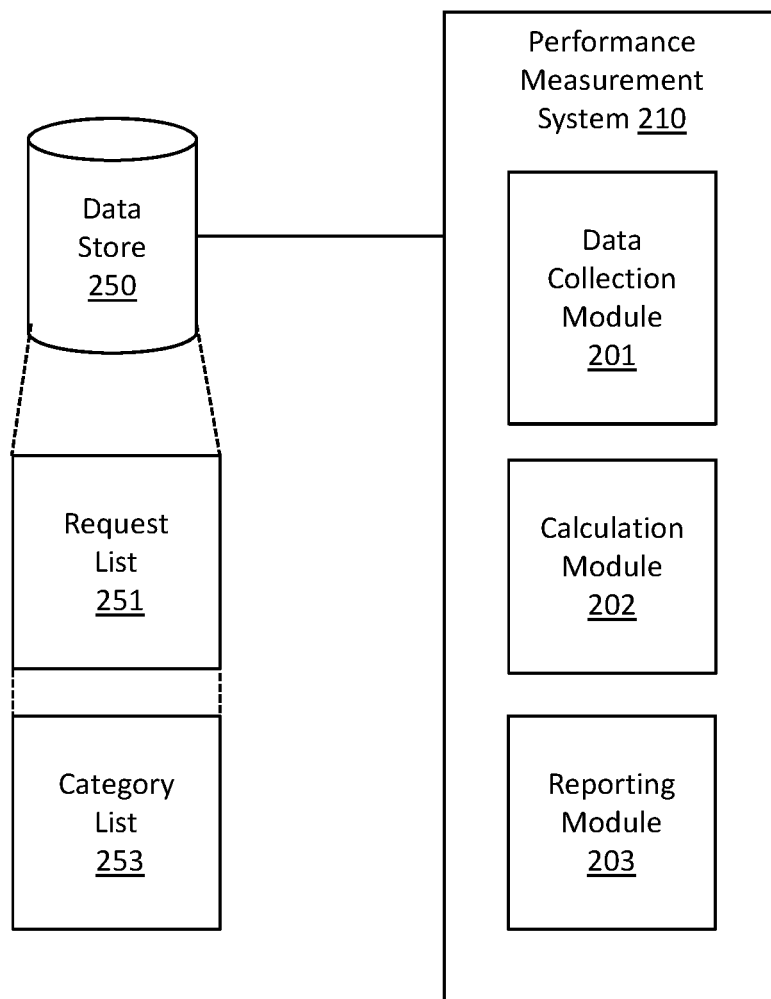 Performance
Measurement
System 210
Data
Store
250
Data
Collection
Module
201
Request
List
251
Calculation
Module
202
Category
List
253
Reporting
Module
203